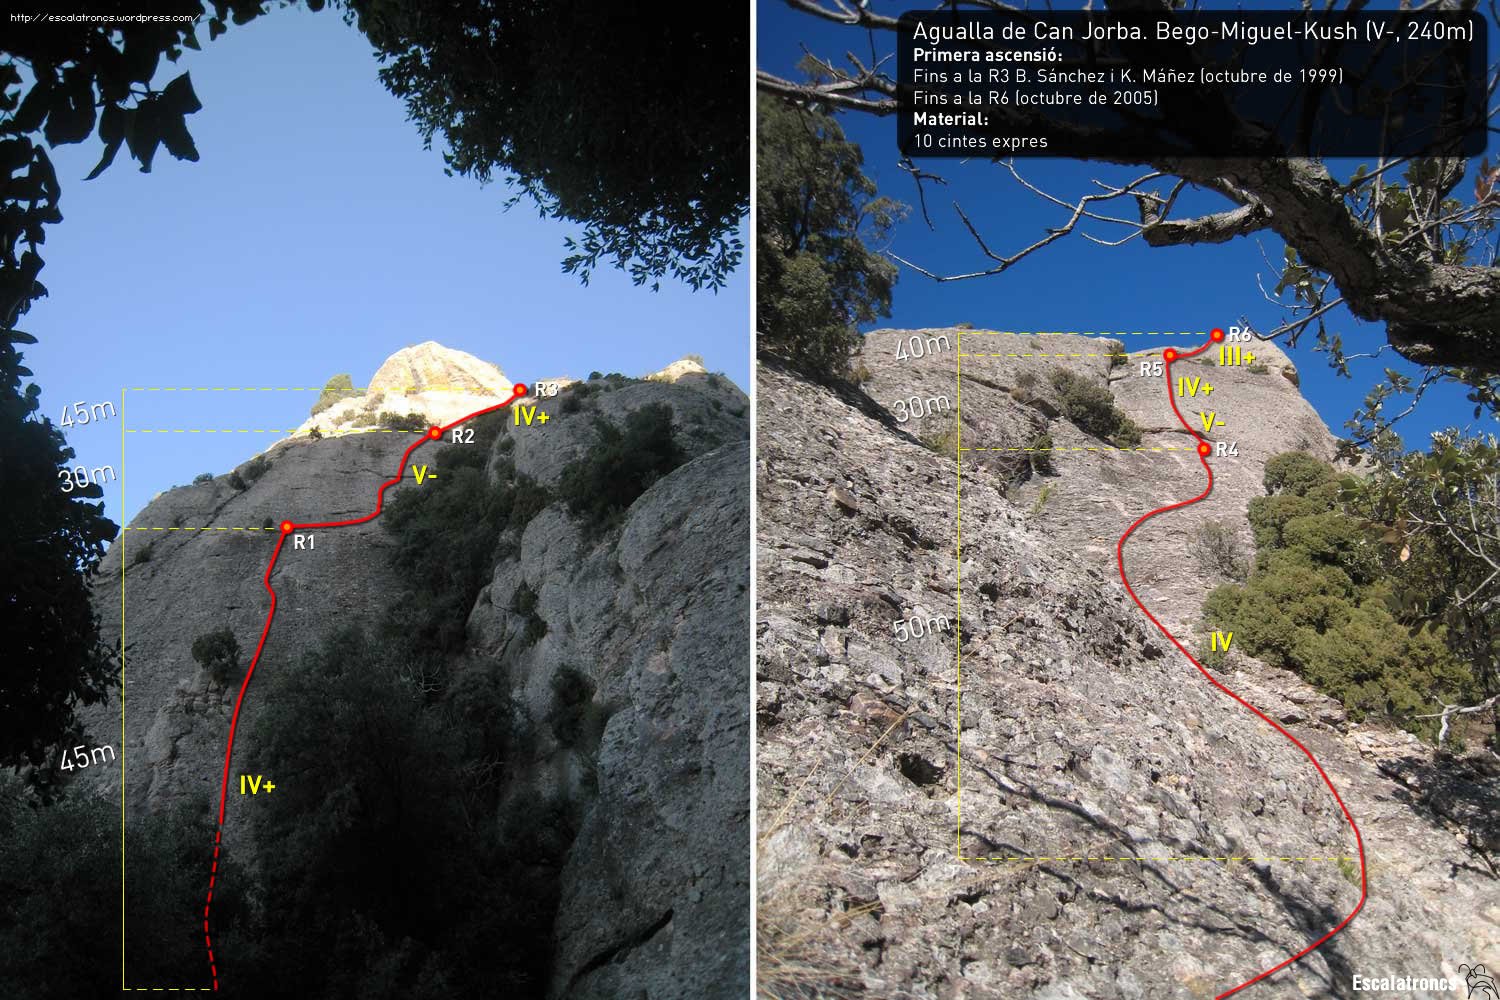 http://escalatroncs.wordpress.com/
Agualla de Can Jorba. Bego-Miguel-Kush (V-, 240m)
Primera ascensió:
Fins a la R3 B. Sánchez i K. Máñez (octubre de 1999)
Fins a la R6 (octubre de 2005)
Material:
10 cintes expres
45m
R3
IV+
R2
30m
V-
R1
45m
IV+
40m
R6
III+
R5
IV+
30m
V-
R4
50m
IV
Escalatroncs